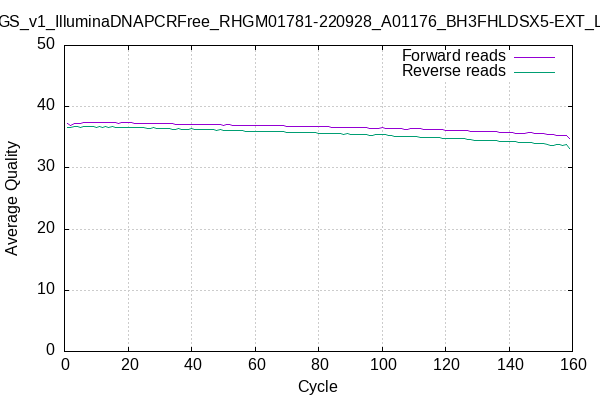 GS_v1_IlluminaDNAPCRFree_RHGM01781-220928_A01176_BH3FHLDSX5-EXT_L
Forward reads
Reverse reads
50
40
30
20
10
0
Average Quality
0 20 40 60 80 100 120 140 160
Cycle